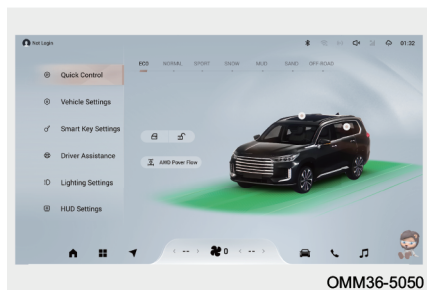 Not Login
01:32
ECO NORMAL SPORT SNOW MUD SAND OFF-ROAD
Quick Control
Vehicle Settings
Smart Key Settings
Driver Assistance
AWD Power Flow
Lighting Settings
HUD Settings
< -- > 0 < -- >
OMM36-5050